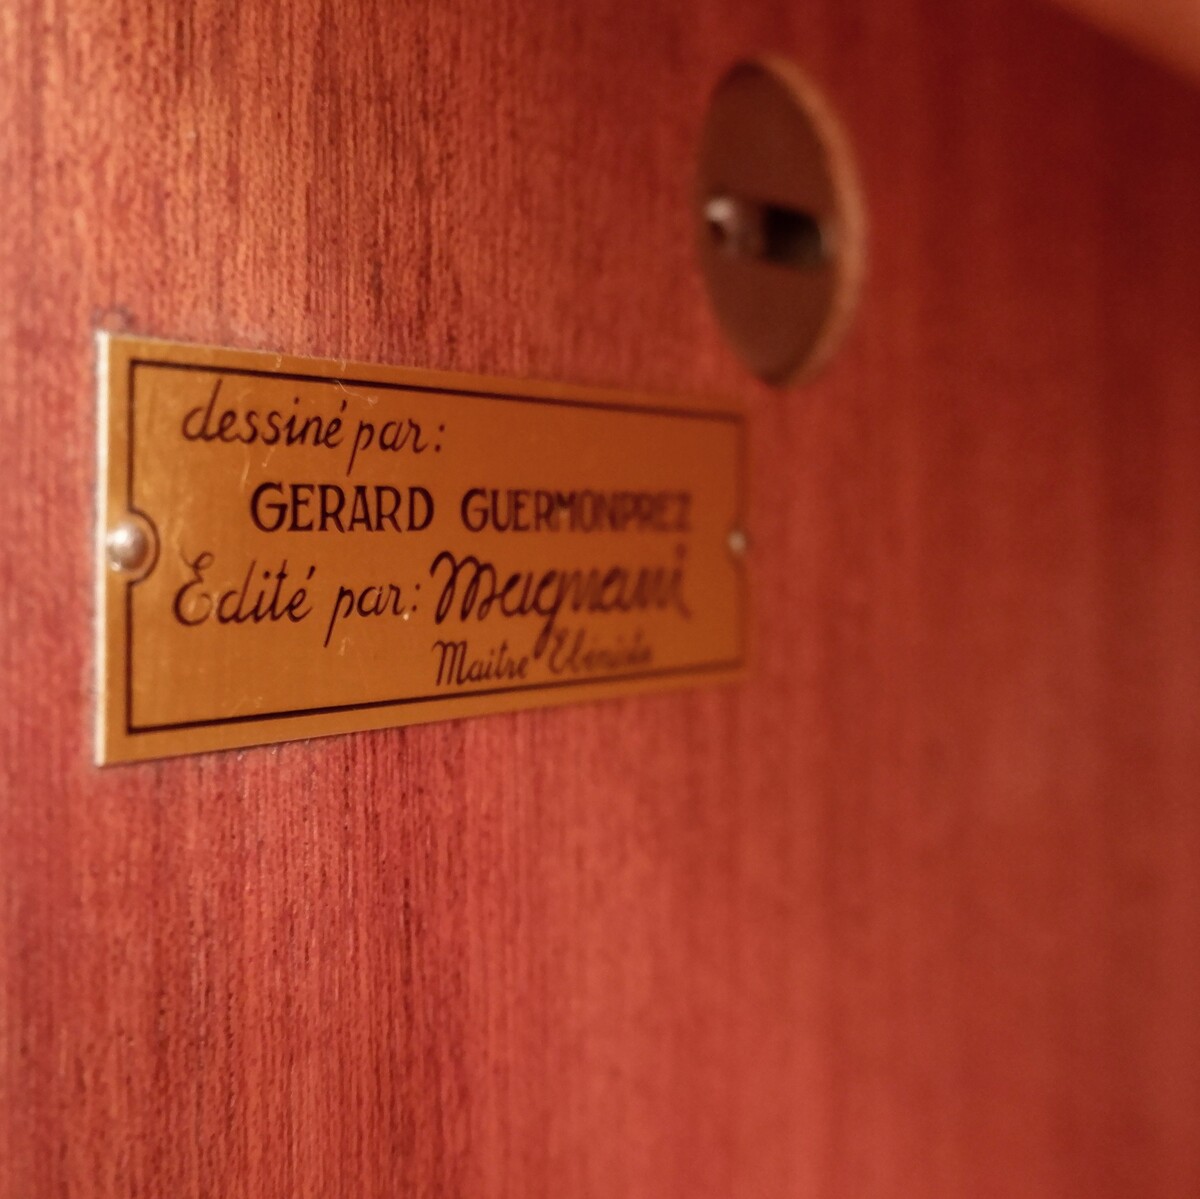 dessiné par:
GERARD GUERMONPREZ
Edité par: Magnani
Maitre Ebéniste